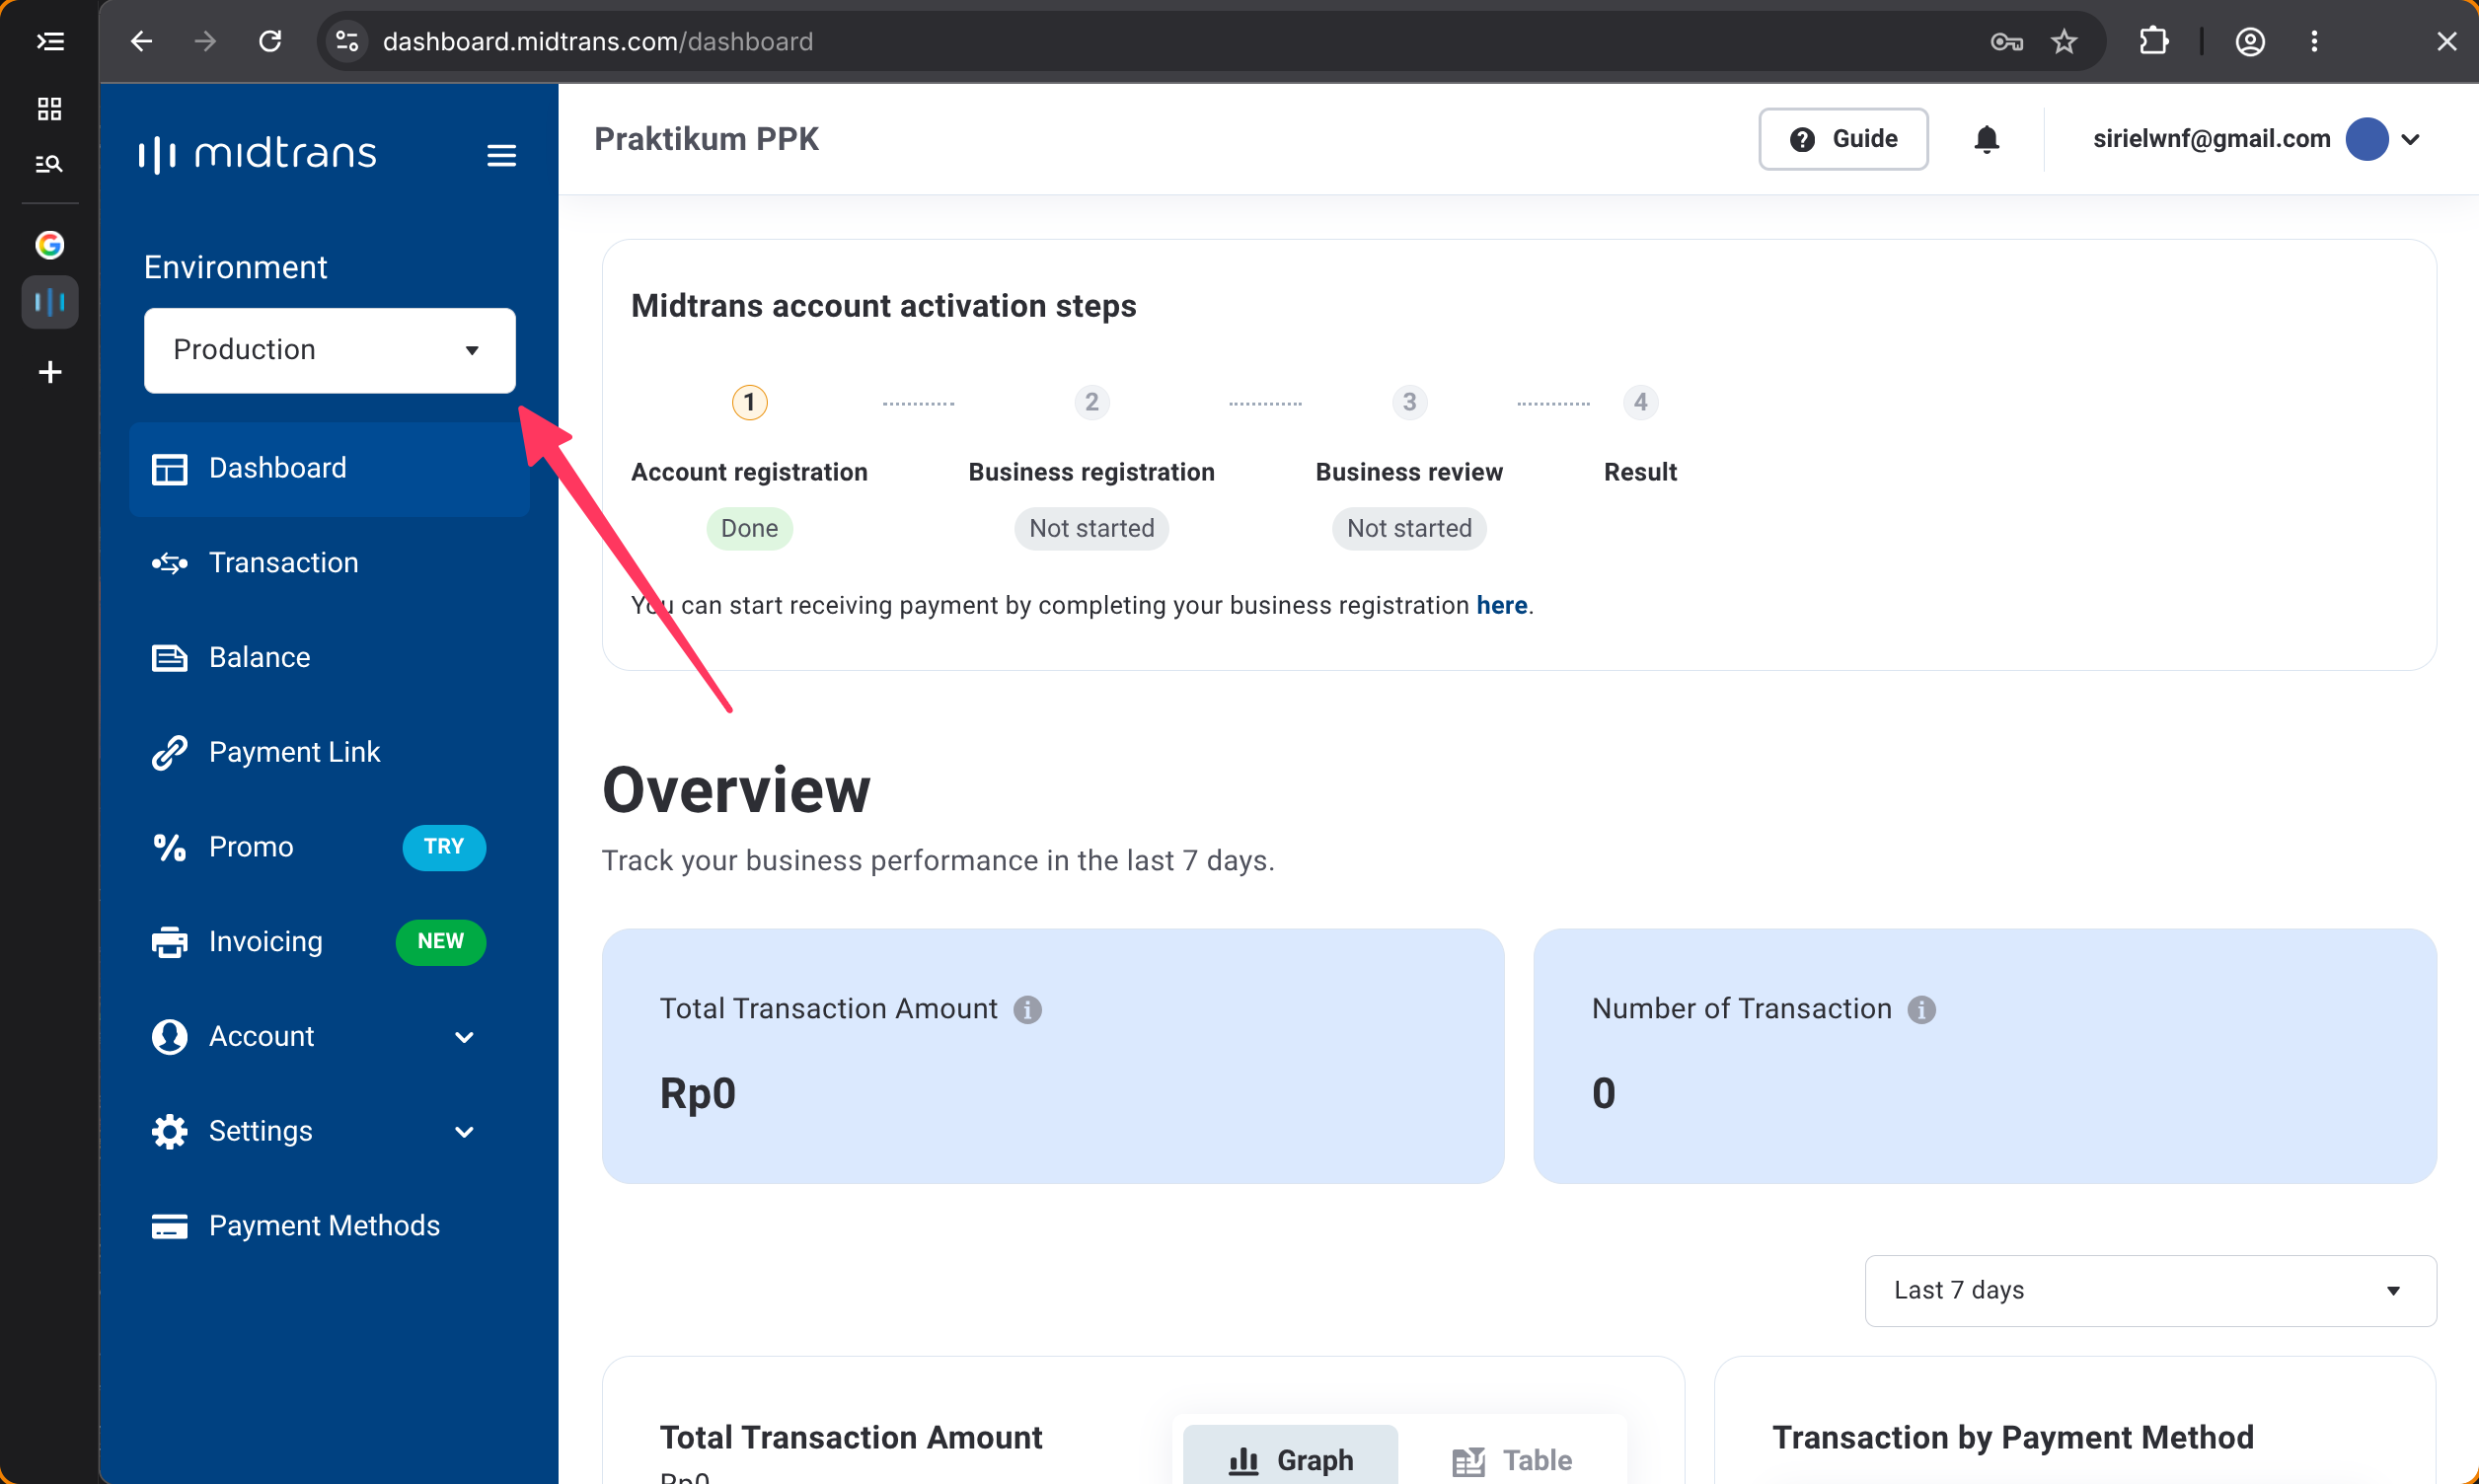 dashboard.midtrans.com/dashboard
midtrans
Praktikum PPK
Guide
sirielwnf@gmail.com
Environment
Production
Dashboard
Transaction
Balance
Payment Link
Promo
TRY
Invoicing
NEW
Account
Settings
Payment Methods
Midtrans account activation steps
1
2
3
4
Account registration
Business registration
Business review
Result
Done
Not started
Not started
You can start receiving payment by completing your business registration here.
Overview
Track your business performance in the last 7 days.
Total Transaction Amount
Rp0
Number of Transaction
0
Last 7 days
Total Transaction Amount
Rp0
Graph
Table
Transaction by Payment Method